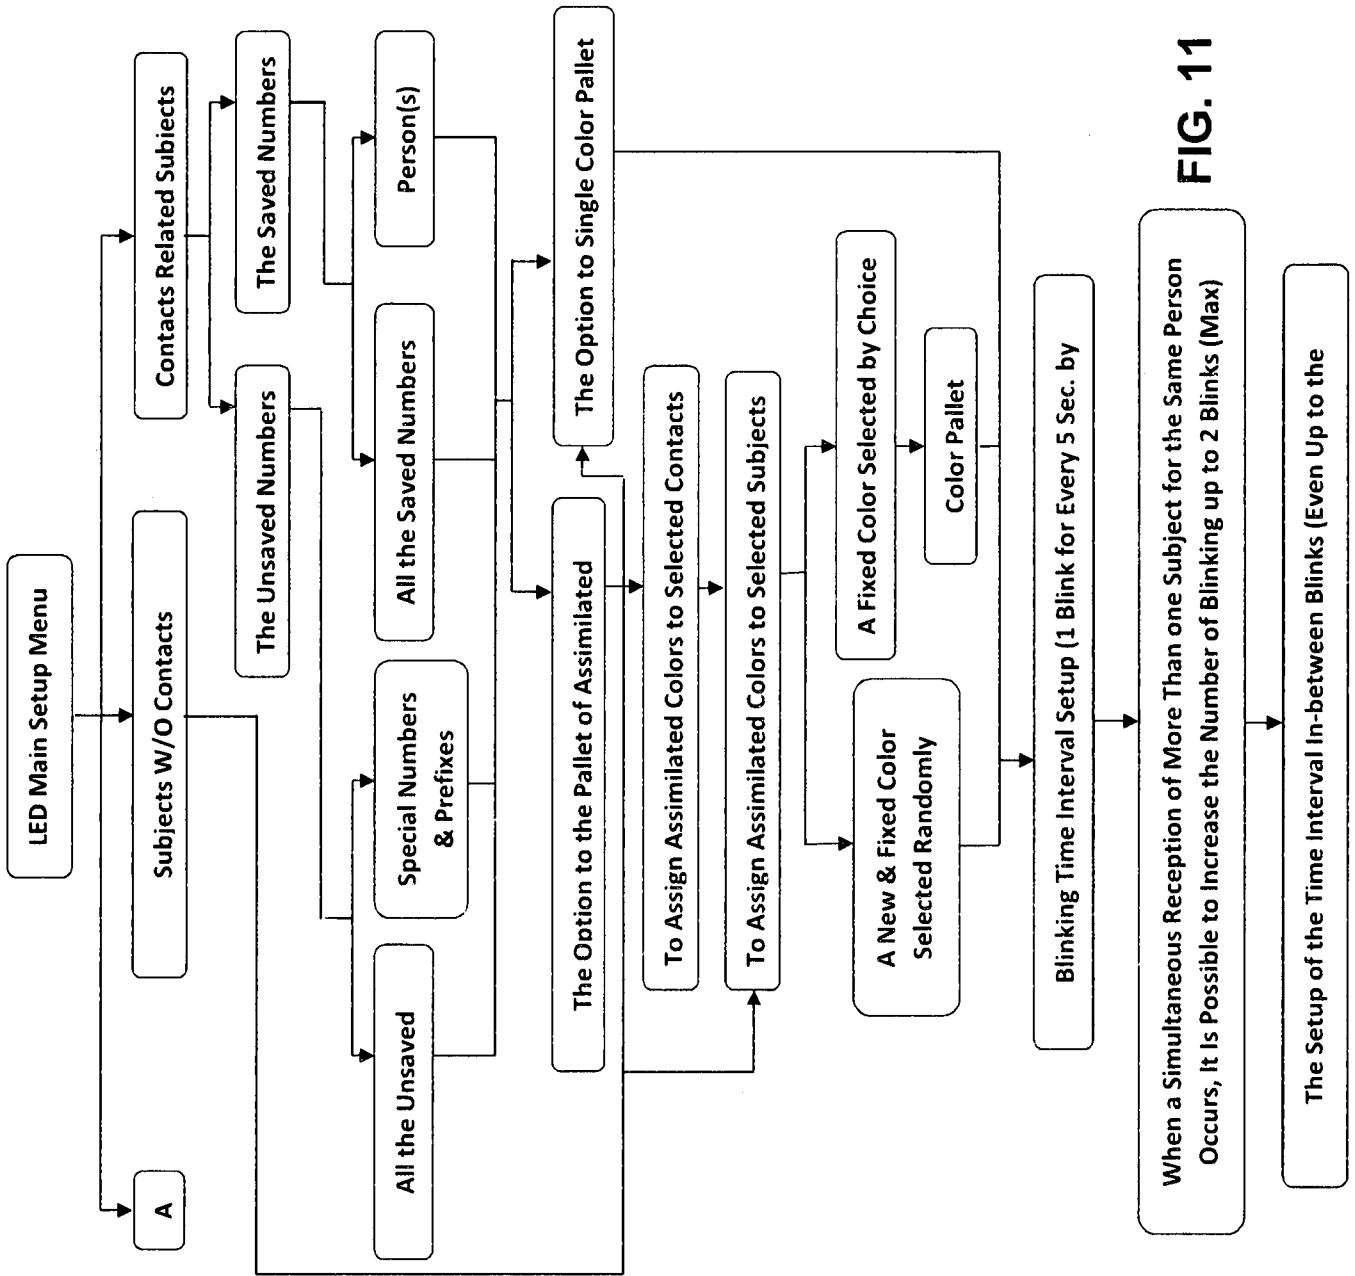 LED Main Setup Menu
A
Subjects W/O Contacts
Contacts Related Subiects
The Unsaved Numbers
The Saved Numbers
All the Unsaved
Special Numbers
& Prefixes
All the Saved Numbers
Person(s)
The Option to the Pallet of Assimilated
The Option to Single Color Pallet
To Assign Assimilated Colors to Selected Contacts
To Assign Assimilated Colors to Selected Subjects
A New & Fixed Color
Selected Randomly
A Fixed Color Selected by Choice
Color Pallet
Blinking Time Interval Setup (1 Blink for Every 5 Sec. by
When a Simultaneous Reception of More Than one Subject for the Same Person
Occurs, It Is Possible to Increase the Number of Blinking up to 2 Blinks (Max)
The Setup of the Time Interval In-between Blinks (Even Up to the
FIG. 11